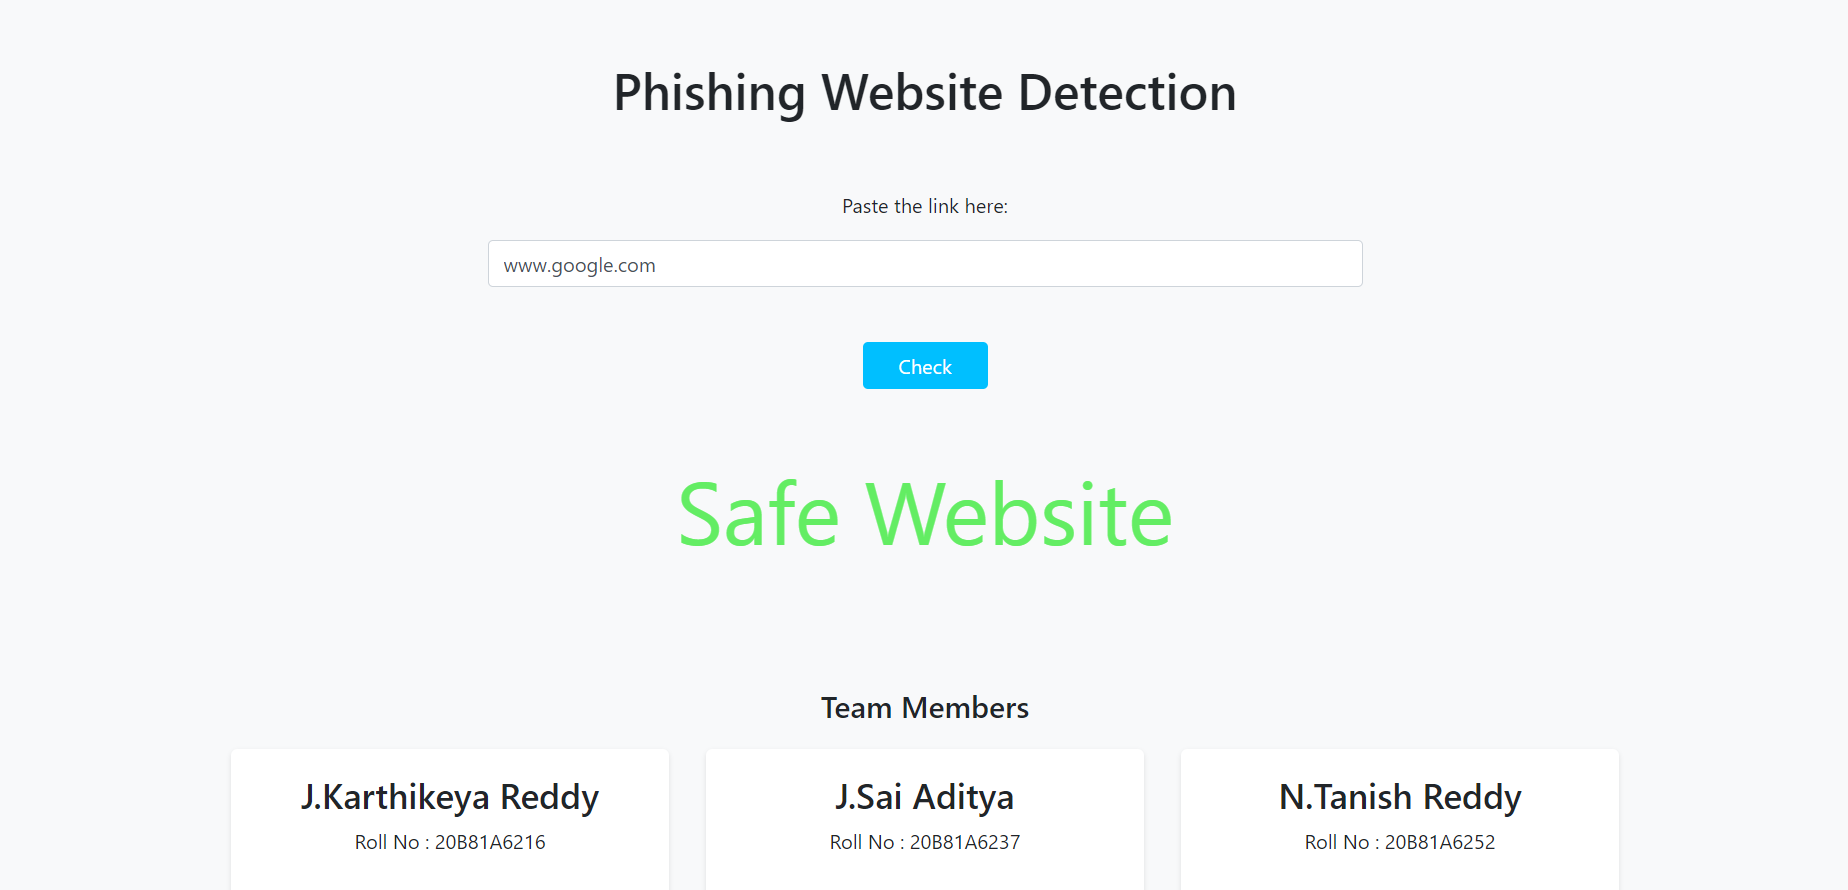 Phishing Website Detection
Paste the link here:
www.google.com
Check
Safe Website
Team Members
J.Karthikeya Reddy
Roll No : 20B81A6216
J.Sai Aditya
Roll No : 20B81A6237
N.Tanish Reddy
Roll No : 20B81A6252